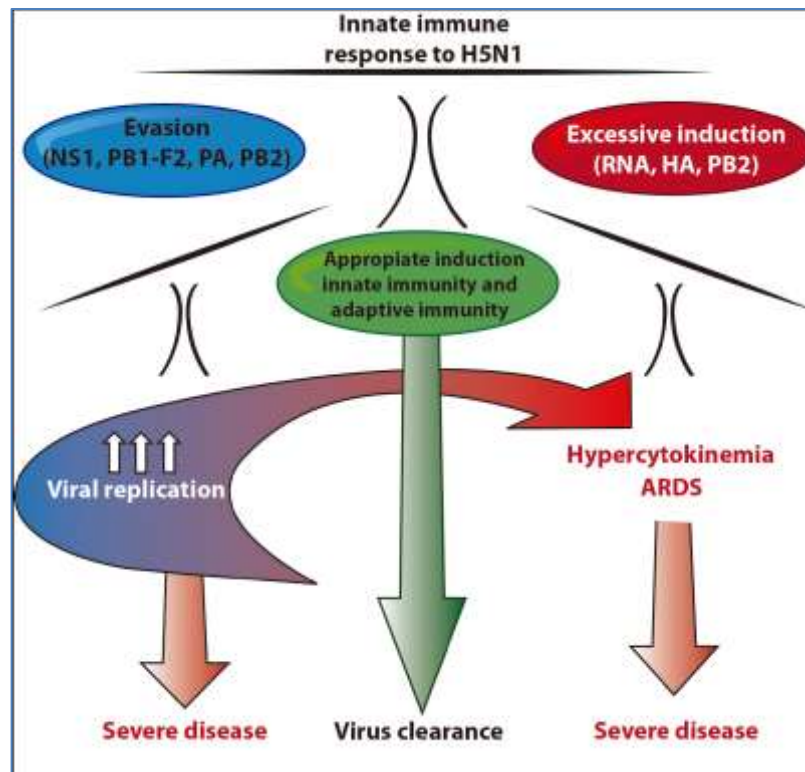 Innate immune
response to H5N1
Evasion
(NS1, PB1-F2, PA, PB2)
Excessive induction
(RNA, HA, PB2)
Appropiate induction
innate immunity and
adaptive immunity
Viral replication
Hypercytokinemia
ARDS
Severe disease
Virus clearance
Severe disease